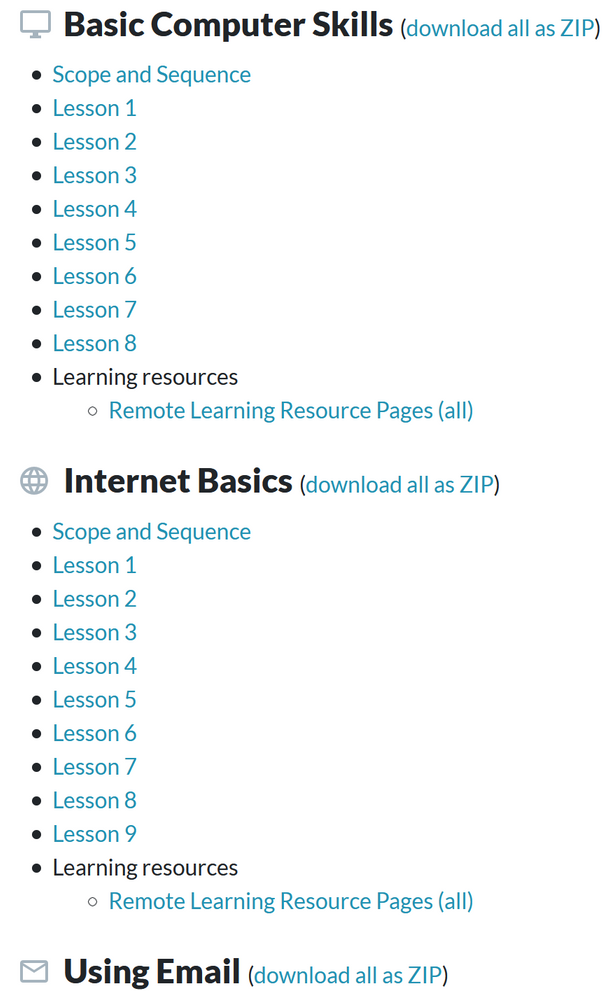 Basic Computer Skills (download all as ZIP)
Scope and Sequence
Lesson 1
Lesson 2
Lesson 3
Lesson 4
Lesson 5
Lesson 6
Lesson 7
Lesson 8
Learning resources
Remote Learning Resource Pages (all)
Internet Basics (download all as ZIP)
Scope and Sequence
Lesson 1
Lesson 2
Lesson 3
Lesson 4
Lesson 5
Lesson 6
Lesson 7
Lesson 8
Lesson 9
Learning resources
Remote Learning Resource Pages (all)
Using Email (download all as ZIP)